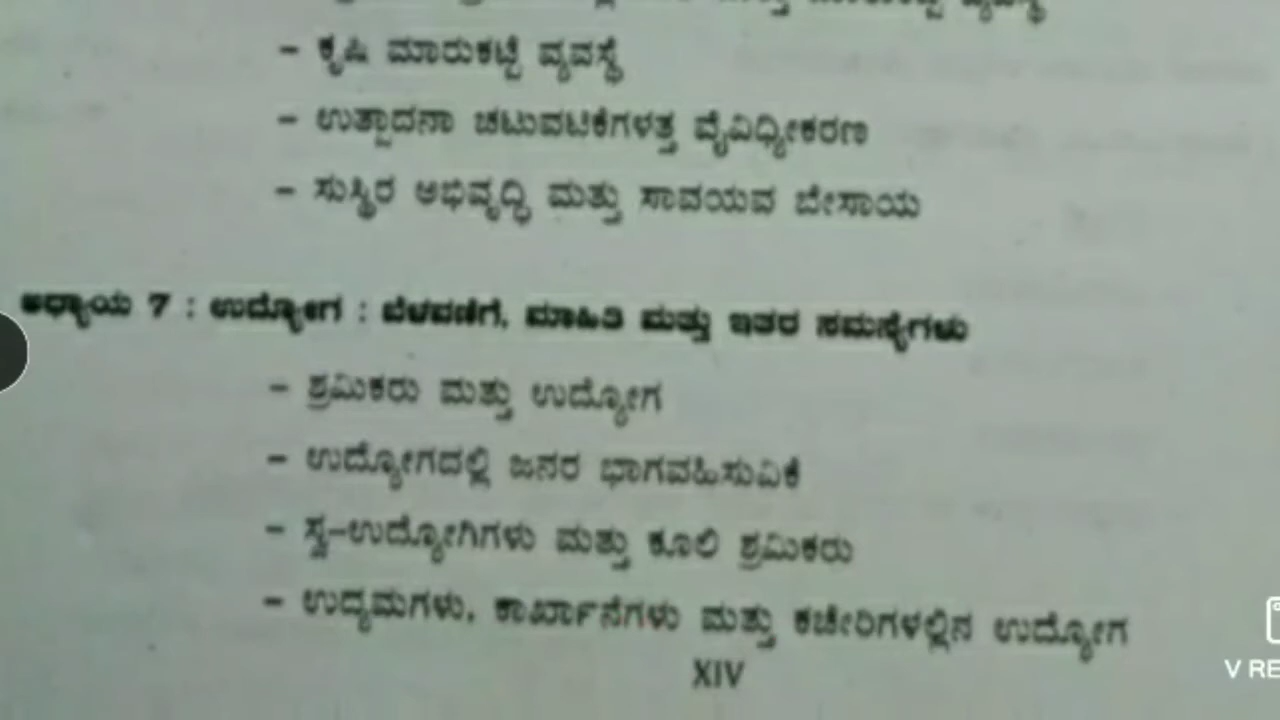 - ಕೃಷಿ ಮಾರುಕಟ್ಟೆ ವ್ಯವಸ್ಥೆ
- ಉತ್ಪಾದನಾ ಚಟುವಟಿಕೆಗಳತ್ತ ವೈವಿಧ್ಯೀಕರಣ
- ಸುಸ್ಥಿರ ಅಭಿವೃದ್ಧಿ ಮತ್ತು ಸಾವಯವ ಬೇಸಾಯ
ಅಧ್ಯಾಯ 7 : ಉದ್ಯೋಗ : ಬೆಳವಣಿಗೆ, ಮಾಹಿತಿ ಮತ್ತು ಇತರ ಸಮಸ್ಯೆಗಳು
- ಶ್ರಮಿಕರು ಮತ್ತು ಉದ್ಯೋಗ
- ಉದ್ಯೋಗದಲ್ಲಿ ಜನರ ಭಾಗವಹಿಸುವಿಕೆ
- ಸ್ವ-ಉದ್ಯೋಗಿಗಳು ಮತ್ತು ಕೂಲಿ ಶ್ರಮಿಕರು
- ಉದ್ಯಮಗಳು, ಕಾರ್ಖಾನೆಗಳು ಮತ್ತು ಕಚೇರಿಗಳಲ್ಲಿನ ಉದ್ಯೋಗ
XIV
V RE